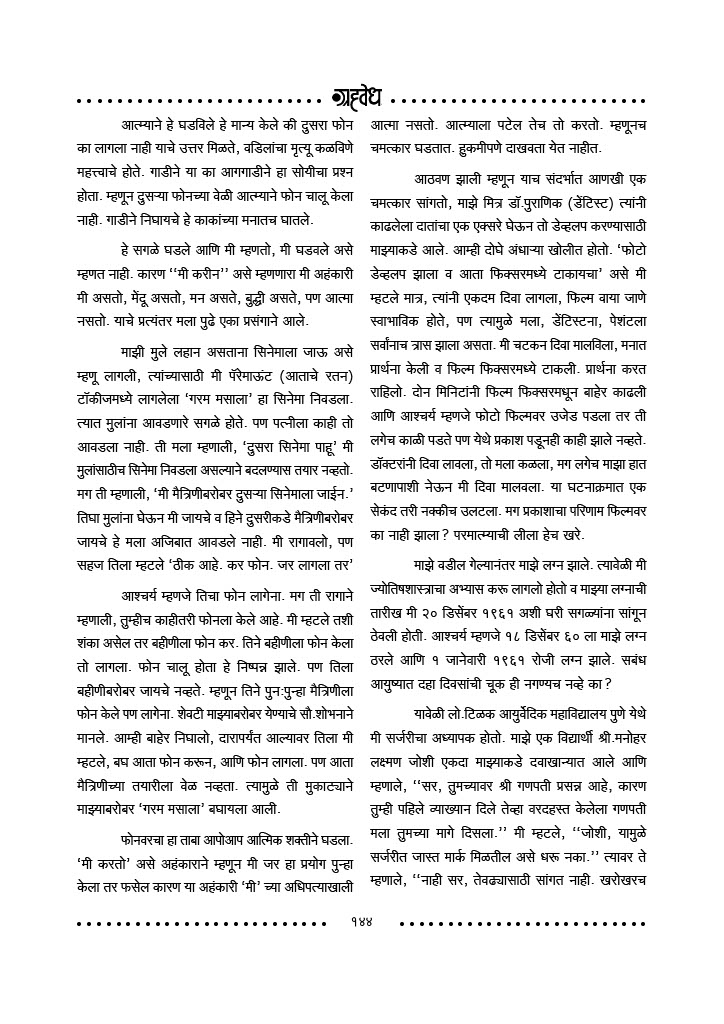 ग्रहवेध
आत्म्याने हे घडविले हे मान्य केले की दुसरा फोन
का लागला नाही याचे उत्तर मिळते, वडिलांचा मृत्यू कळविणे
महत्त्वाचे होते. गाडीने या का आगगाडीने हा सोयीचा प्रश्न
होता. म्हणून दुसऱ्या फोनच्या वेळी आत्म्याने फोन चालू केला
नाही. गाडीने निघायचे हे काकांच्या मनातच घातले.
हे सगळे घडले आणि मी म्हणतो, मी घडवले असे
म्हणत नाही. कारण ‘‘मी करीन’’ असे म्हणणारा मी अहंकारी
मी असतो, मेंदू असतो, मन असते, बुद्धी असते, पण आत्मा
नसतो. याचे प्रत्यंतर मला पुढे एका प्रसंगाने आले.
माझी मुले लहान असताना सिनेमाला जाऊ असे
म्हणू लागली, त्यांच्यासाठी मी पॅरेमाऊंट (आताचे रतन)
टॉकीजमध्ये लागलेला ‘गरम मसाला’ हा सिनेमा निवडला.
त्यात मुलांना आवडणारे सगळे होते. पण पत्नीला काही तो
आवडला नाही. ती मला म्हणाली, ‘दुसरा सिनेमा पाहू’ मी
मुलांसाठीच सिनेमा निवडला असल्याने बदलण्यास तयार नव्हतो.
मग ती म्हणाली, ‘मी मैत्रिणीबरोबर दुसऱ्या सिनेमाला जाईन.’
तिघा मुलांना घेऊन मी जायचे व हिने दुसरीकडे मैत्रिणीबरोबर
जायचे हे मला अजिबात आवडले नाही. मी रागावलो, पण
सहज तिला म्हटले ‘ठीक आहे. कर फोन. जर लागला तर’
आश्चर्य म्हणजे तिचा फोन लागेना. मग ती रागाने
म्हणाली, तुम्हीच काहीतरी फोनला केले आहे. मी म्हटले तशी
शंका असेल तर बहीणीला फोन कर. तिने बहीणीला फोन केला
तो लागला. फोन चालू होता हे निष्पन्न झाले. पण तिला
बहीणीबरोबर जायचे नव्हते. म्हणून तिने पुन:पुन्हा मैत्रिणीला
फोन केले पण लागेना. शेवटी माझ्याबरोबर येण्याचे सौ.शोभनाने
मानले. आम्ही बाहेर निघालो, दारापर्यंत आल्यावर तिला मी
म्हटले, बघ आता फोन करून, आणि फोन लागला. पण आता
मैत्रिणीच्या तयारीला वेळ नव्हता. त्यामुळे ती मुकाट्याने
माझ्याबरोबर ‘गरम मसाला’ बघायला आली.
फोनवरचा हा ताबा आपोआप आत्मिक शक्तीने घडला.
‘मी करतो’ असे अहंकाराने म्हणून मी जर हा प्रयोग पुन्हा
केला तर फसेल कारण या अहंकारी ‘मी’ च्या अधिपत्याखाली
आत्मा नसतो. आत्म्याला पटेल तेच तो करतो. म्हणूनच
चमत्कार घडतात. हुकमीपणे दाखवता येत नाहीत.
आठवण झाली म्हणून याच संदर्भात आणखी एक
चमत्कार सांगतो, माझे मित्र डॉ.पुराणिक (डेंटिस्ट) त्यांनी
काढलेला दातांचा एक एक्सरे घेऊन तो डेव्हलप करण्यासाठी
माझ्याकडे आले. आम्ही दोघे अंधाऱ्या खोलीत होतो. ‘फोटो
डेव्हलप झाला व आता फिक्सरमध्ये टाकायचा’ असे मी
म्हटले मात्र, त्यांनी एकदम दिवा लागला, फिल्म वाया जाणे
स्वाभाविक होते, पण त्यामुळे मला, डेंटिस्टना, पेशंटला
सर्वांनाच त्रास झाला असता. मी चटकन दिवा मालविला, मनात
प्रार्थना केली व फिल्म फिक्सरमध्ये टाकली. प्रार्थना करत
राहिलो. दोन मिनिटांनी फिल्म फिक्सरमधून बाहेर काढली
आणि आश्चर्य म्हणजे फोटो फिल्मवर उजेड पडला तर ती
लगेच काळी पडते पण येथे प्रकाश पडूनही काही झाले नव्हते.
डॉक्टरांनी दिवा लावला, तो मला कळला, मग लगेच माझा हात
बटणापाशी नेऊन मी दिवा मालवला. या घटनाक्रमात एक
सेकंद तरी नक्कीच उलटला. मग प्रकाशाचा परिणाम फिल्मवर
का नाही झाला? परमात्म्याची लीला हेच खरे.
माझे वडील गेल्यानंतर माझे लग्न झाले. त्यावेळी मी
ज्योतिषशास्त्राचा अभ्यास करू लागलो होतो व माझ्या लग्नाची
तारीख मी २० डिसेंबर १९६१ अशी घरी सगळ्यांना सांगून
ठेवली होती. आश्चर्य म्हणजे १८ डिसेंबर ६० ला माझे लग्न
ठरले आणि १ जानेवारी १९६१ रोजी लग्न झाले. सबंध
आयुष्यात दहा दिवसांची चूक ही नगण्यच नव्हे का?
यावेळी लो.टिळक आयुर्वेदिक महाविद्यालय पुणे येथे
मी सर्जरीचा अध्यापक होतो. माझे एक विद्यार्थी श्री.मनोहर
लक्ष्मण जोशी एकदा माझ्याकडे दवाखान्यात आले आणि
म्हणाले, ‘‘सर, तुमच्यावर श्री गणपती प्रसन्न आहे, कारण
तुम्ही पहिले व्याख्यान दिले तेव्हा वरदहस्त केलेला गणपती
मला तुमच्या मागे दिसला.’’ मी म्हटले, ‘‘जोशी, यामुळे
सर्जरीत जास्त मार्क मिळतील असे धरू नका.’’ त्यावर ते
म्हणाले, ‘‘नाही सर, तेवढ्यासाठी सांगत नाही. खरोखरच
१४४